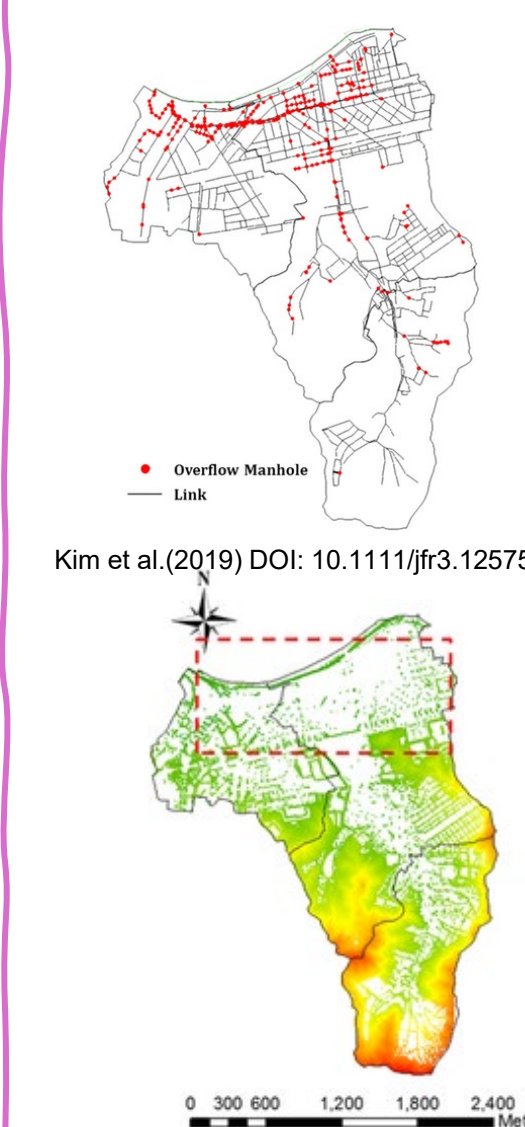 Overflow Manhole
Link
Kim et al.(2019) DOI: 10.1111/jfr3.12575
N
0 300 600 1,200 1,800 2,400
Met